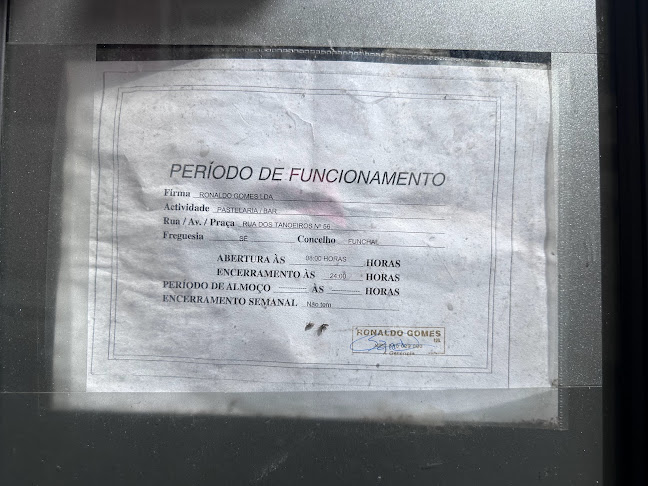 PERÍODO DE FUNCIONAMENTO
Firma RONALDO GOMES LDA
Actividade PASTELARIA / BAR
Rua / Av. / Praça RUA DOS TANOEIROS Nº 56
Freguesia SÉ Concelho FUNCHAL
ABERTURA ÀS 08:00 HORAS HORAS
ENCERRAMENTO ÀS 24:00 HORAS
PERÍODO DE ALMOÇO ÀS HORAS
ENCERRAMENTO SEMANAL Não tem
RONALDO GOMES